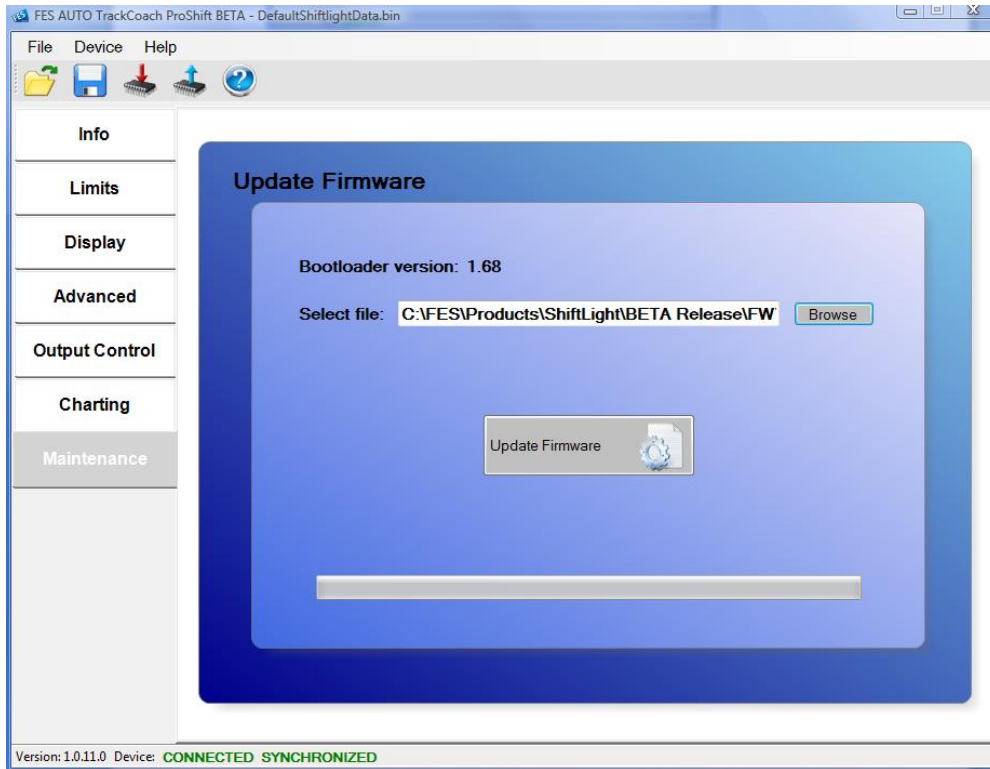 FES AUTO TrackCoach ProShift BETA - DefaultShiftlightData.bin
File Device Help
Info
Limits
Display
Advanced
Output Control
Charting
Maintenance
Update Firmware
Bootloader version: 1.68
Select file: C:\FES\Products\ShiftLight\BETA Release\FW Browse
Update Firmware
Version: 1.0.11.0 Device: CONNECTED SYNCHRONIZED